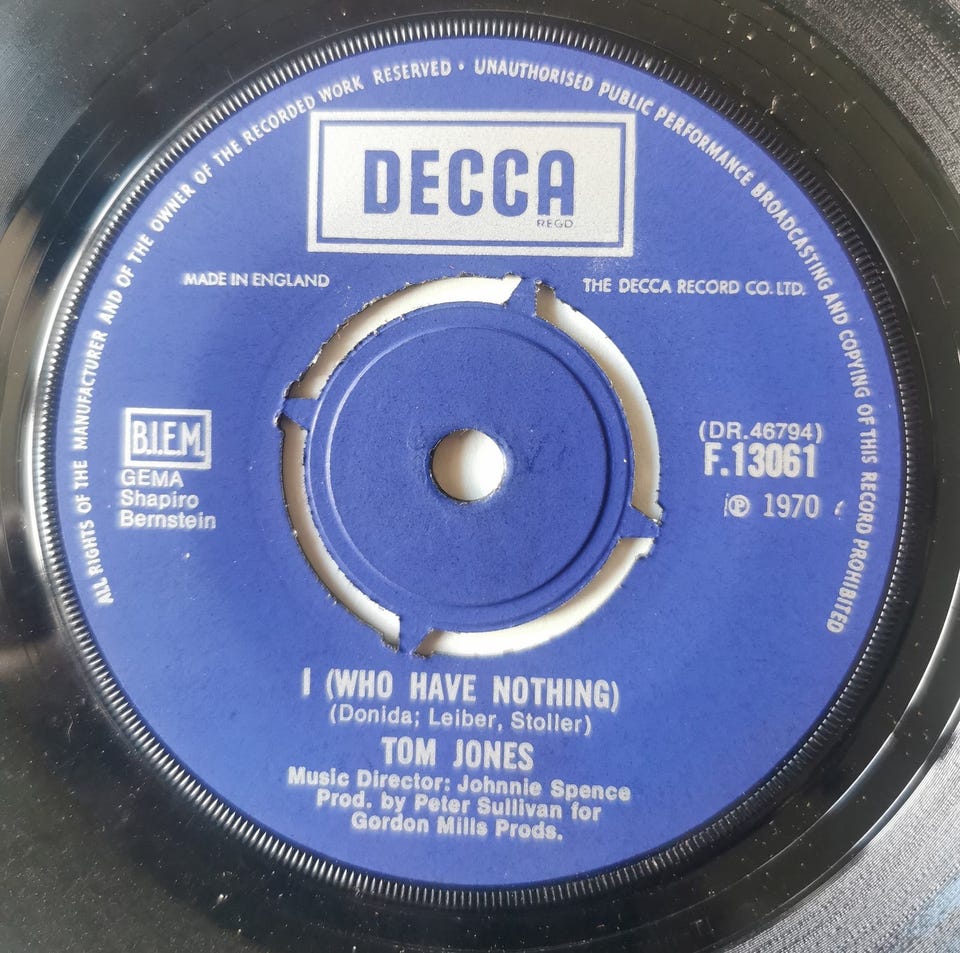 ALL RIGHTS OF THE MANUFACTURER AND OF THE OWNER OF THE RECORDED WORK RESERVED • UNAUTHORISED PUBLIC PERFORMANCE BROADCASTING AND COPYING OF THIS RECORD PROHIBITED
DECCA
REGD
MADE IN ENGLAND
THE DECCA RECORD CO. LTD.
B.I.E.M.
GEMA
Shapiro
Bernstein
(DR.46794)
F.13061
℗ 1970
I (WHO HAVE NOTHING)
(Donida; Leiber, Stoller)
TOM JONES
Music Director: Johnnie Spence
Prod. by Peter Sullivan for
Gordon Mills Prods.